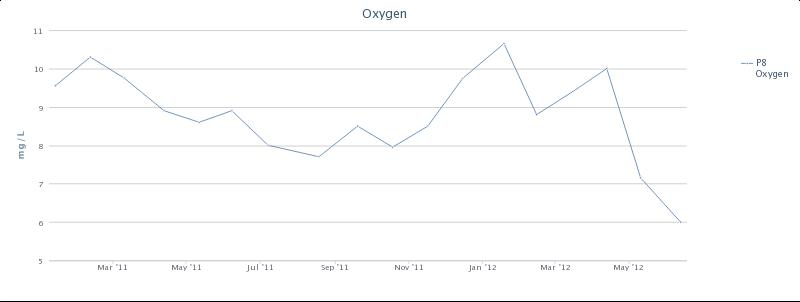 Oxygen
11
10
9
8
7
6
5
mg / L
Mar '11
May '11
Jul '11
Sep '11
Nov '11
Jan '12
Mar '12
May '12
P8
Oxygen